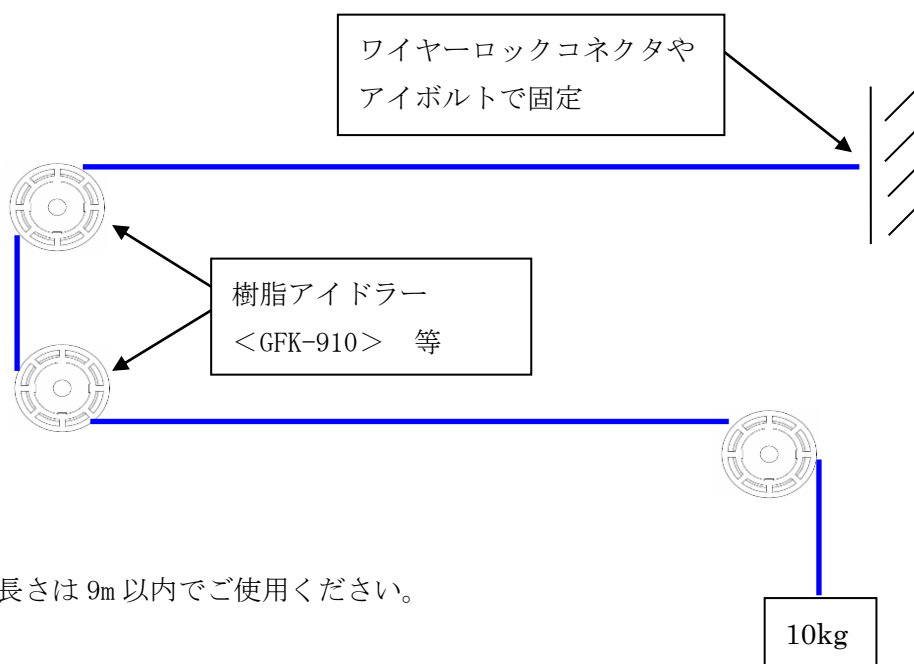 ワイヤーロックコネクタや
アイボルトで固定
樹脂アイドラー
＜GFK-910＞　等
長さは 9m 以内でご使用ください。
10kg